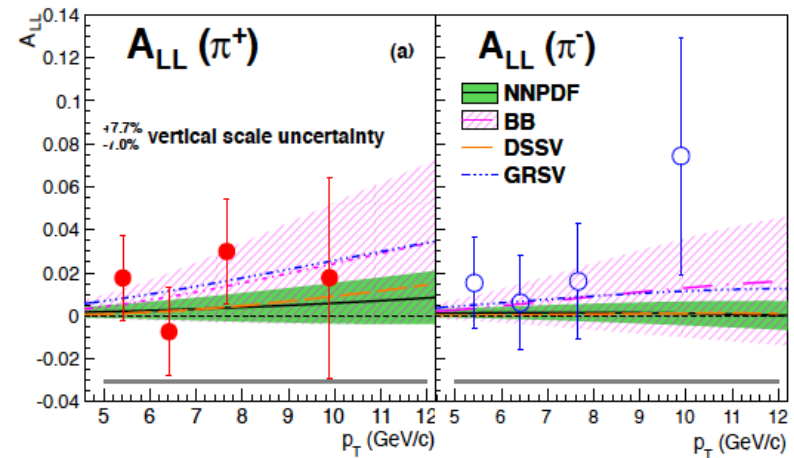 A_LL
0.14
0.12
0.1
0.08
0.06
0.04
0.02
0
-0.02
-0.04
A_LL (π⁺)
(a)
+7.7%
-7.0% vertical scale uncertainty
5 6 7 8 9 10 11 12
p_T (GeV/c)
A_LL (π⁻)
NNPDF
BB
DSSV
GRSV
5 6 7 8 9 10 11 12
p_T (GeV/c)